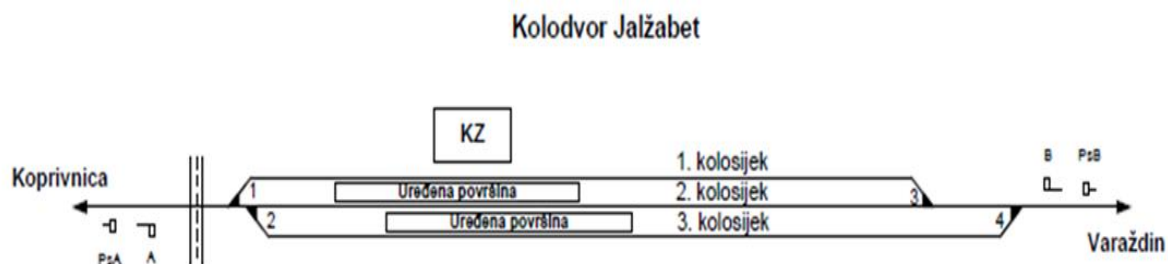 Kolodvor Jalžabet
KZ
1. kolosijek
B PsB
Koprivnica
1 Uređena površina 2. kolosijek 3
2 Uređena površina 3. kolosijek 4
PsA A
Varaždin